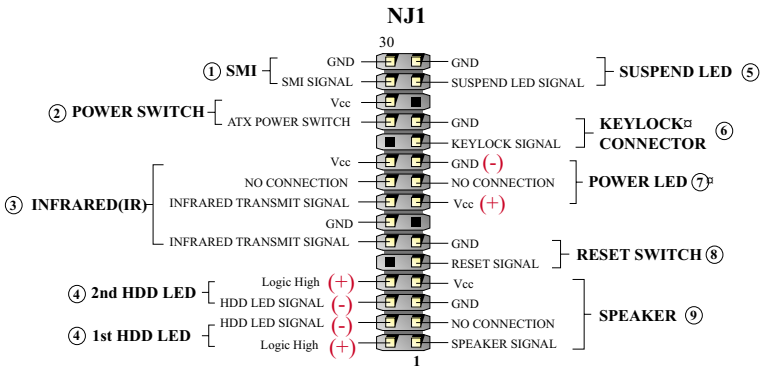 NJ1
30
GND
GND
① SMI
SMI SIGNAL
SUSPEND LED SIGNAL
SUSPEND LED ⑤
Vcc
② POWER SWITCH
ATX POWER SWITCH
GND
KEYLOCK¤
CONNECTOR
⑥
KEYLOCK SIGNAL
Vcc
GND (-)
NO CONNECTION
NO CONNECTION
POWER LED ⑦¤
③ INFRARED(IR)
INFRARED TRANSMIT SIGNAL
Vcc (+)
GND
INFRARED TRANSMIT SIGNAL
GND
RESET SWITCH ⑧
RESET SIGNAL
Logic High (+)
Vcc
④ 2nd HDD LED
HDD LED SIGNAL (-)
GND
SPEAKER ⑨
HDD LED SIGNAL (-)
NO CONNECTION
④ 1st HDD LED
Logic High (+)
SPEAKER SIGNAL
1